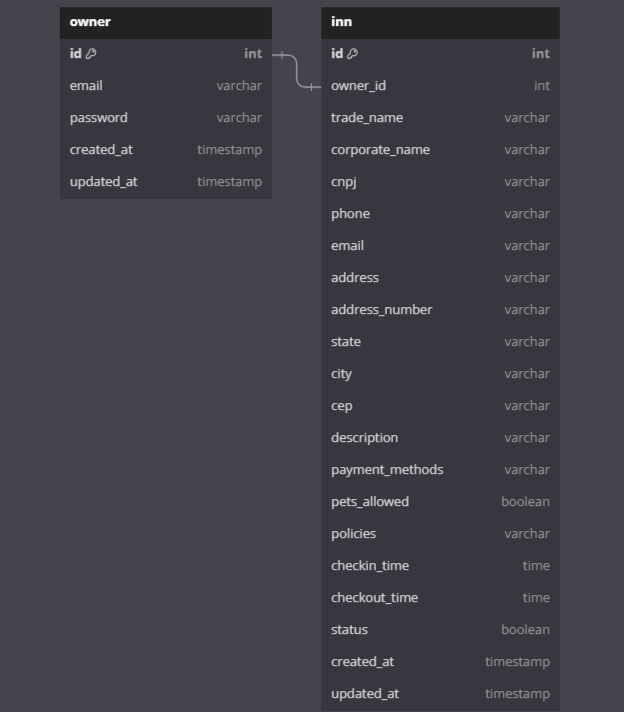 owner
id int
email varchar
password varchar
created_at timestamp
updated_at timestamp
inn
id int
owner_id int
trade_name varchar
corporate_name varchar
cnpj varchar
phone varchar
email varchar
address varchar
address_number varchar
state varchar
city varchar
cep varchar
description varchar
payment_methods varchar
pets_allowed boolean
policies varchar
checkin_time time
checkout_time time
status boolean
created_at timestamp
updated_at timestamp